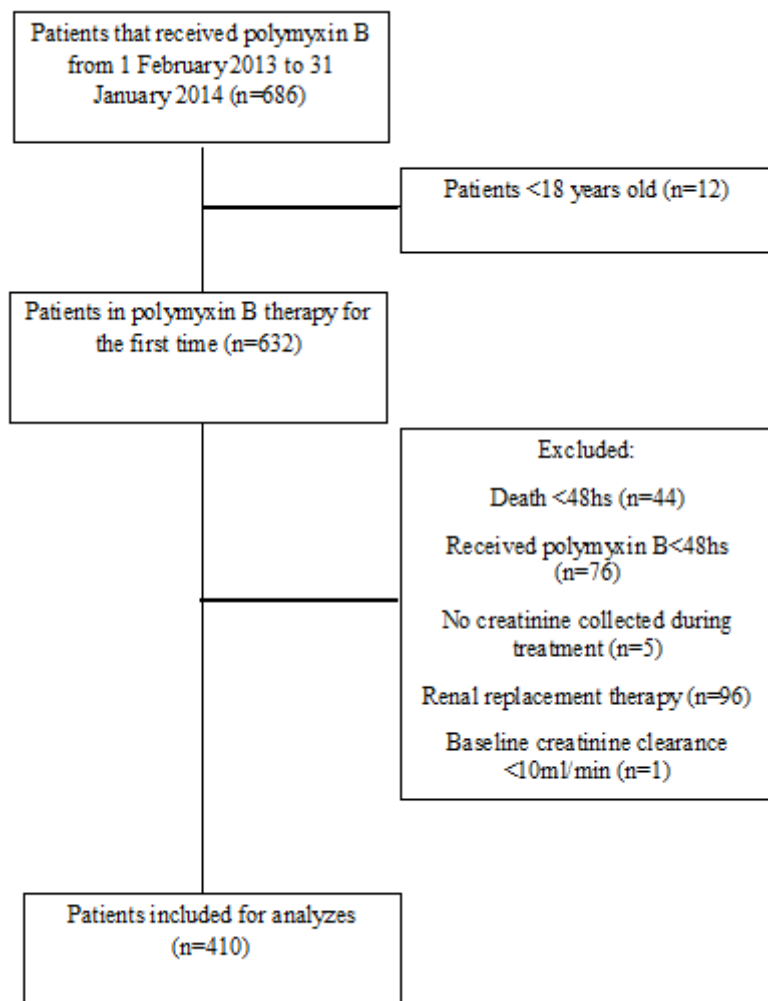 Patients that received polymyxin B
from 1 February 2013 to 31
January 2014 (n=686)
Patients <18 years old (n=12)
Patients in polymyxin B therapy for
the first time (n=632)
Excluded:
Death <48hs (n=44)
Received polymyxin B<48hs
(n=76)
No creatinine collected during
treatment (n=5)
Renal replacement therapy (n=96)
Baseline creatinine clearance
<10ml/min (n=1)
Patients included for analyzes
(n=410)